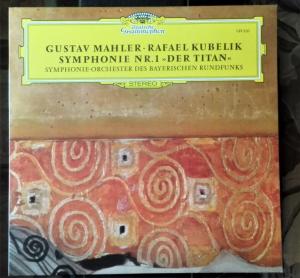 Deutsche
Grammophon
GUSTAV MAHLER · RAFAEL KUBELIK
SYMPHONIE NR.1 »DER TITAN«
SYMPHONIE-ORCHESTER DES BAYERISCHEN RUNDFUNKS
STEREO